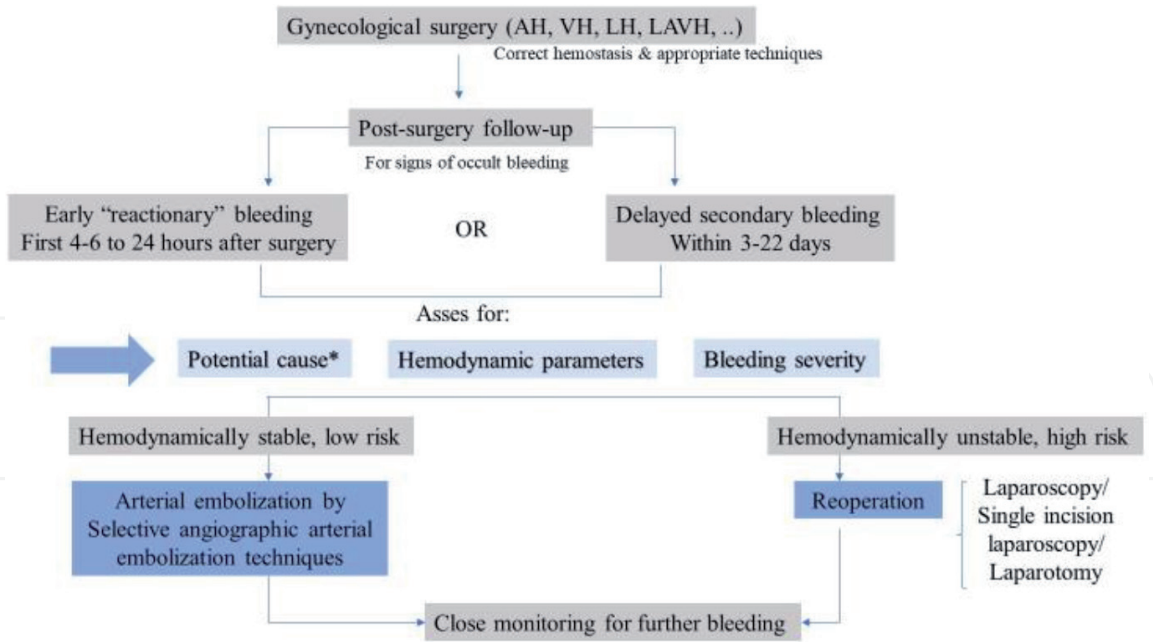 Gynecological surgery (AH, VH, LH, LAVH, ..)
Correct hemostasis & appropriate techniques
Post-surgery follow-up
For signs of occult bleeding
Early “reactionary” bleeding
First 4-6 to 24 hours after surgery
OR
Delayed secondary bleeding
Within 3-22 days
Asses for:
Potential cause*
Hemodynamic parameters
Bleeding severity
Hemodynamically stable, low risk
Hemodynamically unstable, high risk
Arterial embolization by
Selective angiographic arterial
embolization techniques
Reoperation
Laparoscopy/
Single incision
laparoscopy/
Laparotomy
Close monitoring for further bleeding